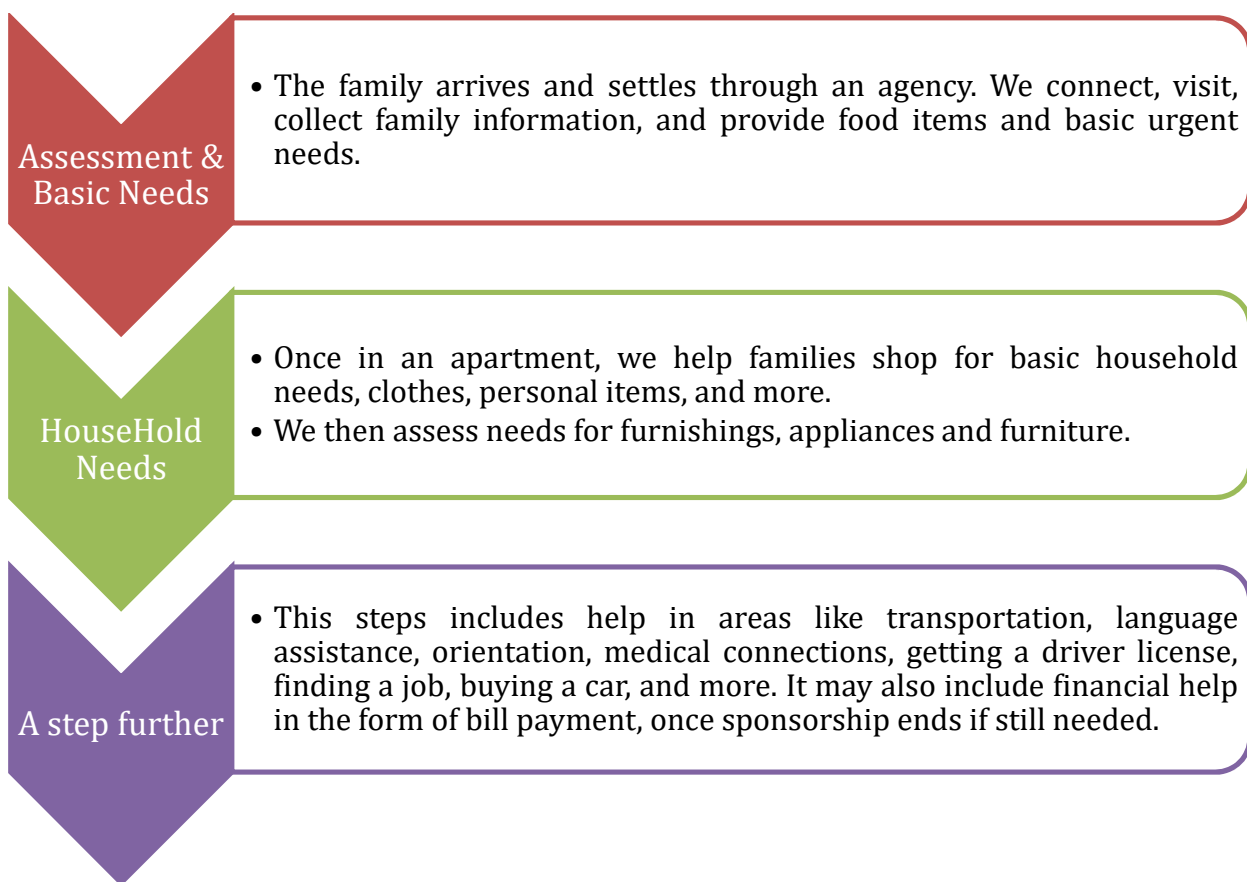 Assessment &
Basic Needs
• The family arrives and settles through an agency. We connect, visit,
collect family information, and provide food items and basic urgent
needs.
HouseHold
Needs
• Once in an apartment, we help families shop for basic household
needs, clothes, personal items, and more.
• We then assess needs for furnishings, appliances and furniture.
A step further
• This steps includes help in areas like transportation, language
assistance, orientation, medical connections, getting a driver license,
finding a job, buying a car, and more. It may also include financial help
in the form of bill payment, once sponsorship ends if still needed.